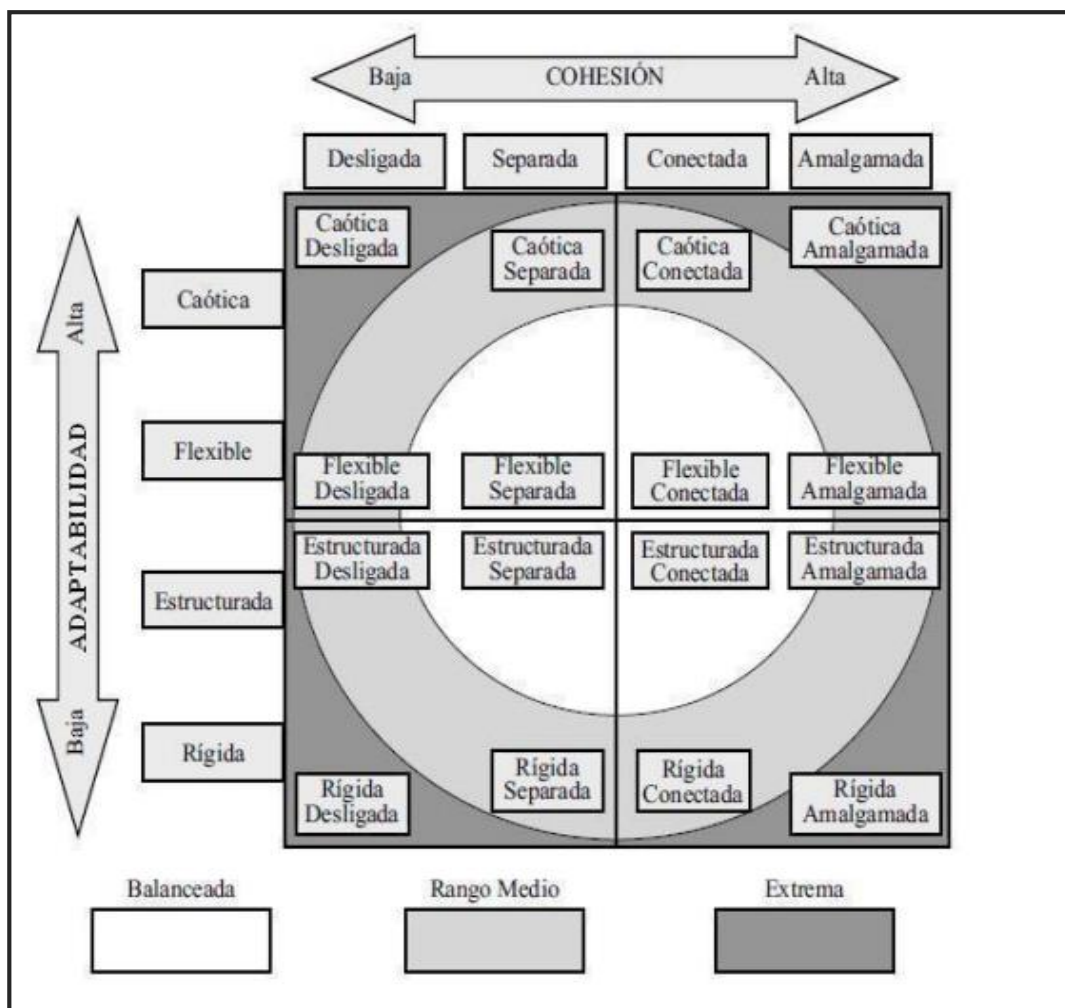 Baja COHESIÓN Alta
Desligada Separada Conectada Amalgamada
Caótica
Desligada
Caótica
Separada
Caótica
Conectada
Caótica
Amalgamada
Alta
ADAPTABILIDAD
Baja
Caótica
Flexible
Estructurada
Rígida
Flexible
Desligada
Flexible
Separada
Flexible
Conectada
Flexible
Amalgamada
Estructurada
Desligada
Estructurada
Separada
Estructurada
Conectada
Estructurada
Amalgamada
Rígida
Desligada
Rígida
Separada
Rígida
Conectada
Rígida
Amalgamada
Balanceada
Rango Medio
Extrema